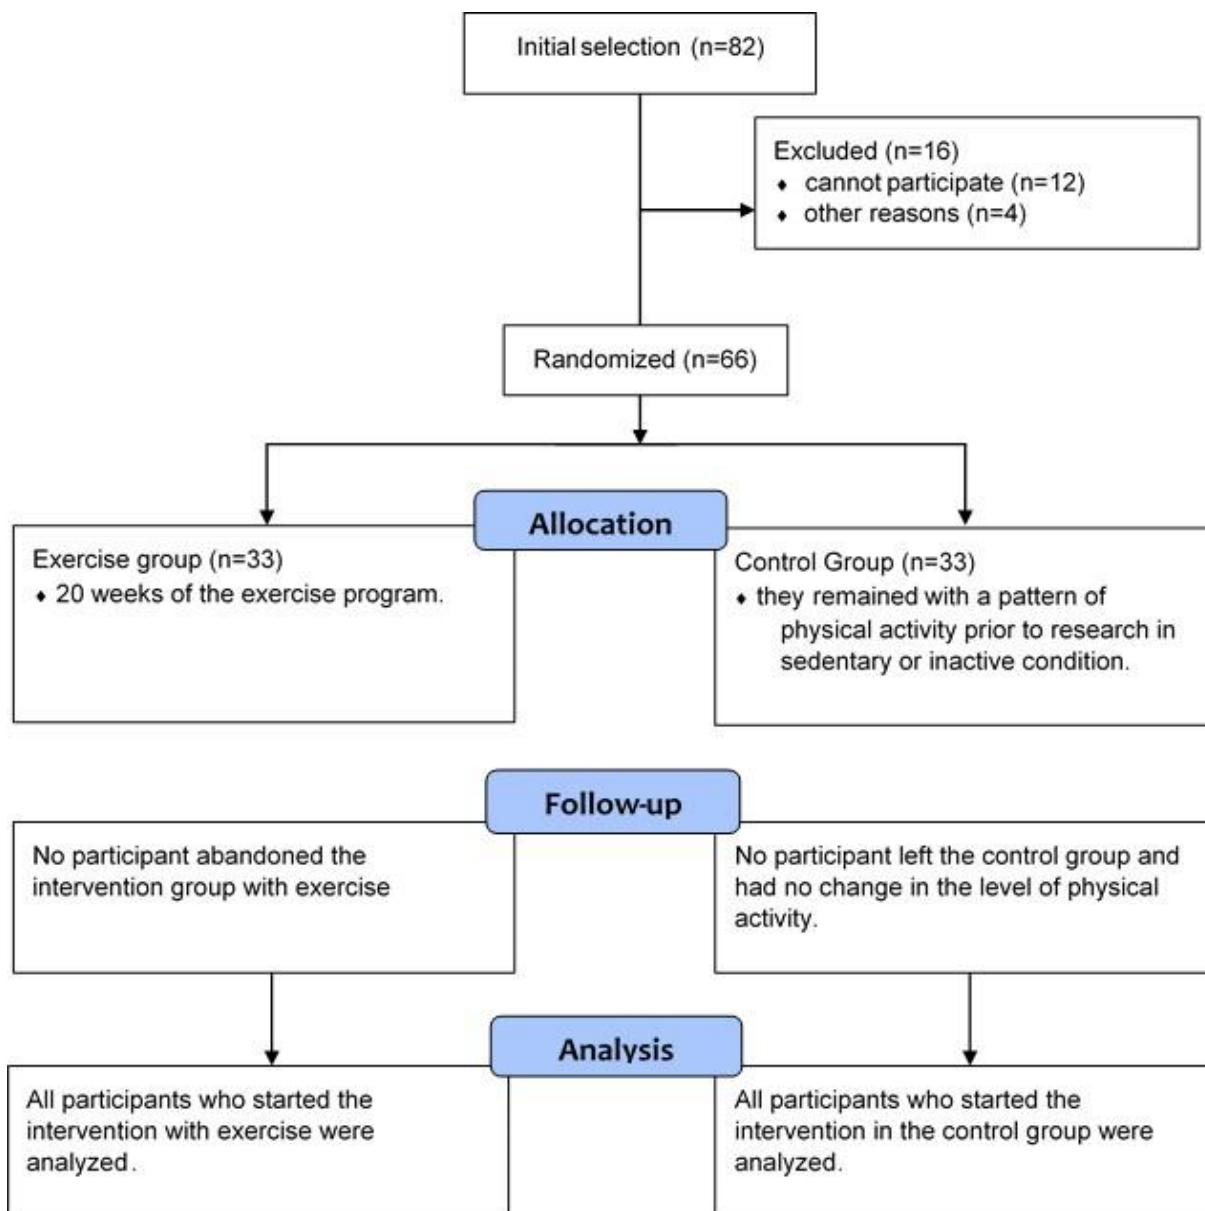 Initial selection (n=82)
Excluded (n=16)
♦ cannot participate (n=12)
♦ other reasons (n=4)
Randomized (n=66)
Allocation
Exercise group (n=33)
♦ 20 weeks of the exercise program.
Control Group (n=33)
♦ they remained with a pattern of
physical activity prior to research in
sedentary or inactive condition.
Follow-up
No participant abandoned the
intervention group with exercise
No participant left the control group and
had no change in the level of physical
activity.
Analysis
All participants who started the
intervention with exercise were
analyzed.
All participants who started the
intervention in the control group were
analyzed.